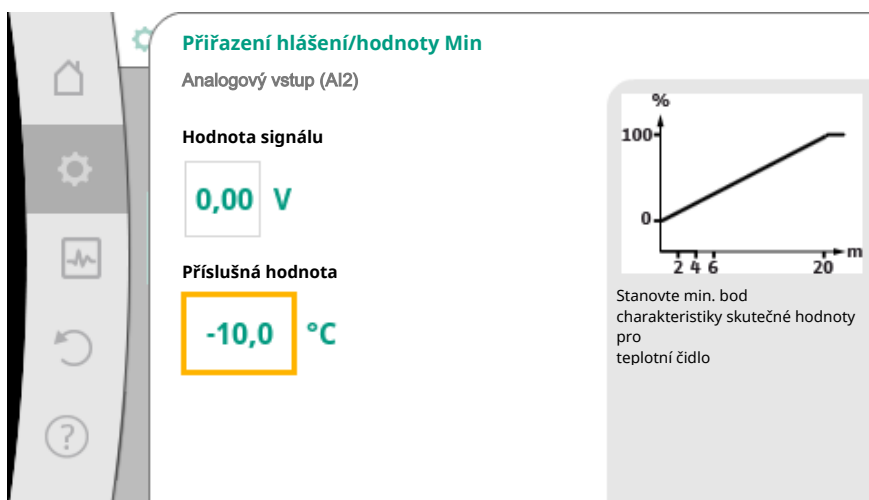 Přiřazení hlášení/hodnoty Min
Analogový vstup (AI2)
Hodnota signálu
0,00 V
Příslušná hodnota
-10,0 °C
%
100
0
2 4 6 20
m
Stanovte min. bod
charakteristiky skutečné hodnoty
pro
teplotní čidlo
?